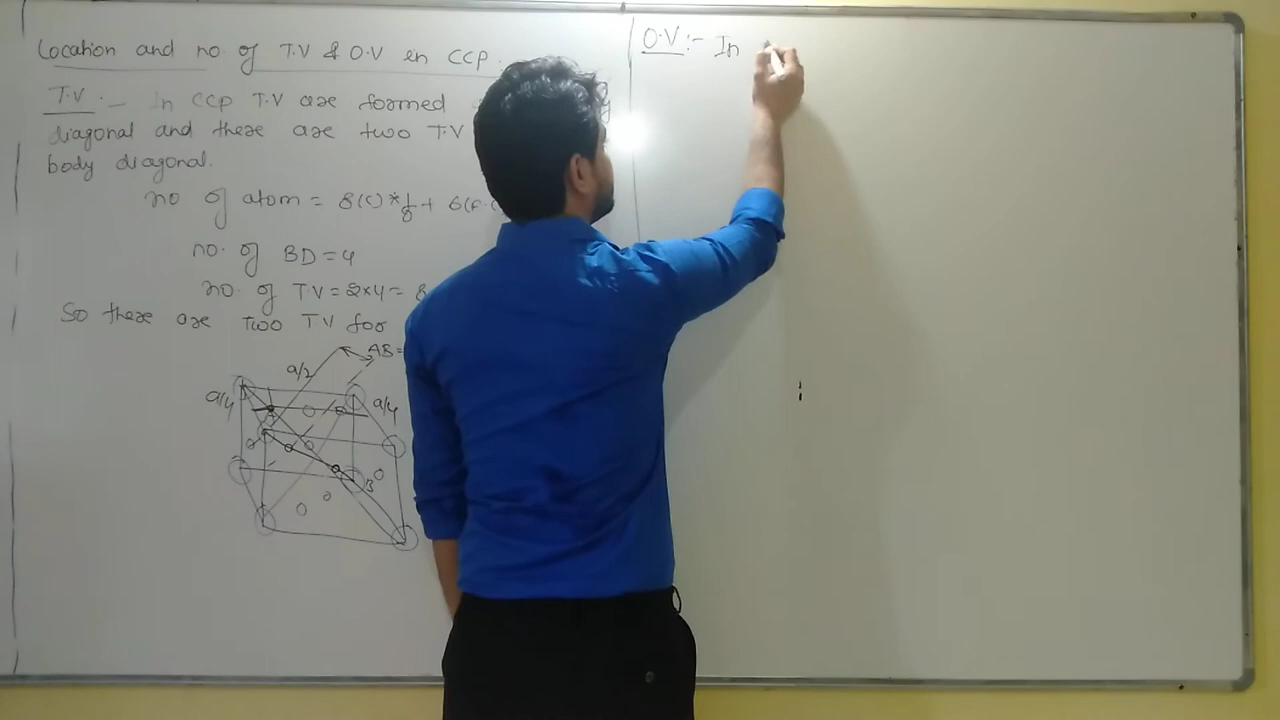 Location and no. of T.V & O.V in CCP.
T.V. - In CCP T.V are formed
diagonal and there are two T.V
body diagonal.
no of atom = 8(C)*1/8 + 6(F.C
no. of BD = 4
no. of T.V = 2*4 = 8
So there are two TV for
AB =
a/2
a/4
a/4
B
O.V :- In